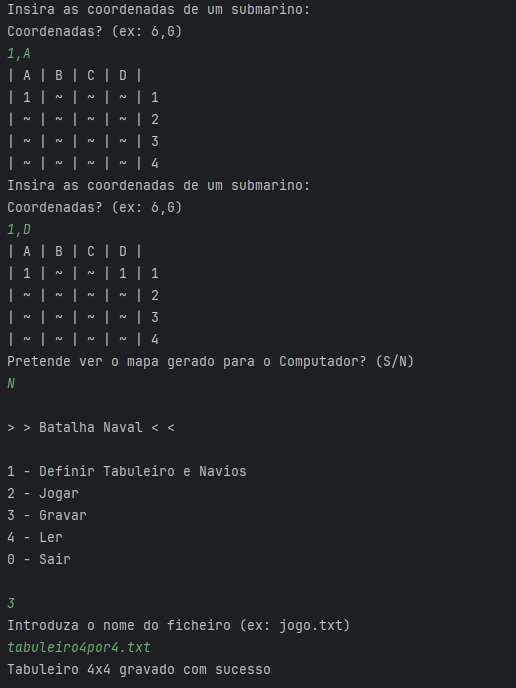 Insira as coordenadas de um submarino:
Coordenadas? (ex: 6,G)
1,A
| A | B | C | D |
| 1 | ~ | ~ | ~ | 1
| ~ | ~ | ~ | ~ | 2
| ~ | ~ | ~ | ~ | 3
| ~ | ~ | ~ | ~ | 4
Insira as coordenadas de um submarino:
Coordenadas? (ex: 6,G)
1,D
| A | B | C | D |
| 1 | ~ | ~ | 1 | 1
| ~ | ~ | ~ | ~ | 2
| ~ | ~ | ~ | ~ | 3
| ~ | ~ | ~ | ~ | 4
Pretende ver o mapa gerado para o Computador? (S/N)
N
> > Batalha Naval < <
1 - Definir Tabuleiro e Navios
2 - Jogar
3 - Gravar
4 - Ler
0 - Sair
3
Introduza o nome do ficheiro (ex: jogo.txt)
tabuleiro4por4.txt
Tabuleiro 4x4 gravado com sucesso